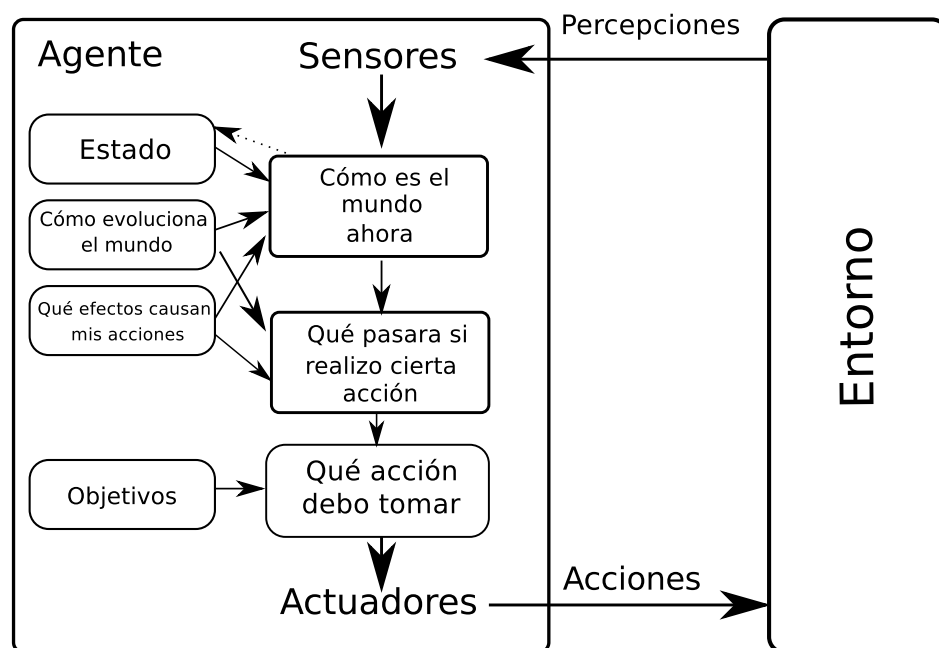 Percepciones
Agente
Sensores
Estado
Cómo es el
mundo
ahora
Cómo evoluciona
el mundo
Qué efectos causan
mis acciones
Qué pasara si
realizo cierta
acción
Objetivos
Qué acción
debo tomar
Actuadores
Acciones
Entorno